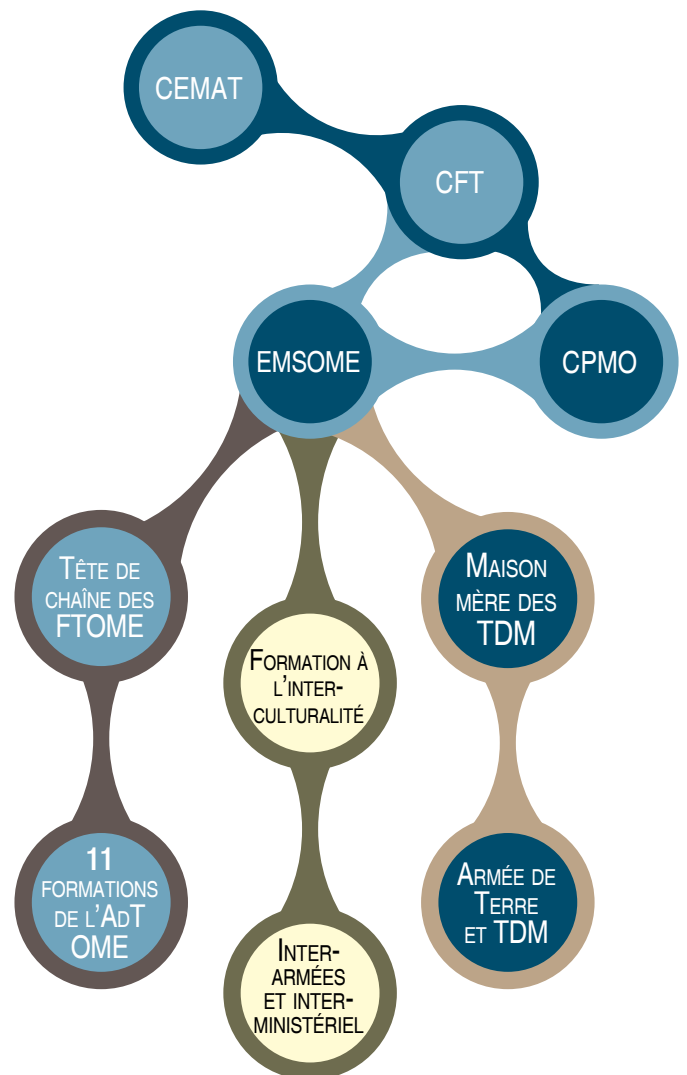 CEMAT
CFT
EMSOME
CPMO
TÊTE DE
CHAÎNE DES
FTOME
FORMATION À
L'INTER-
CULTURALITÉ
MAISON
MÈRE DES
TDM
11
FORMATIONS
DE L'ADT
OME
INTER-
ARMÉES
ET INTER-
MINISTÉRIEL
ARMÉE DE
TERRE
ET TDM